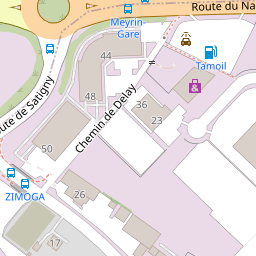 Route du Na
Meyrin
Gare
44
Tamoil
48
Chemin de Delay
36
23
oute de Satigny
50
ZIMOGA
26
17